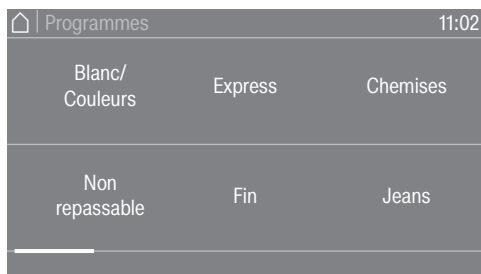 Programmes 11:02
Blanc/
Couleurs
Express
Chemises
Non
repassable
Fin
Jeans